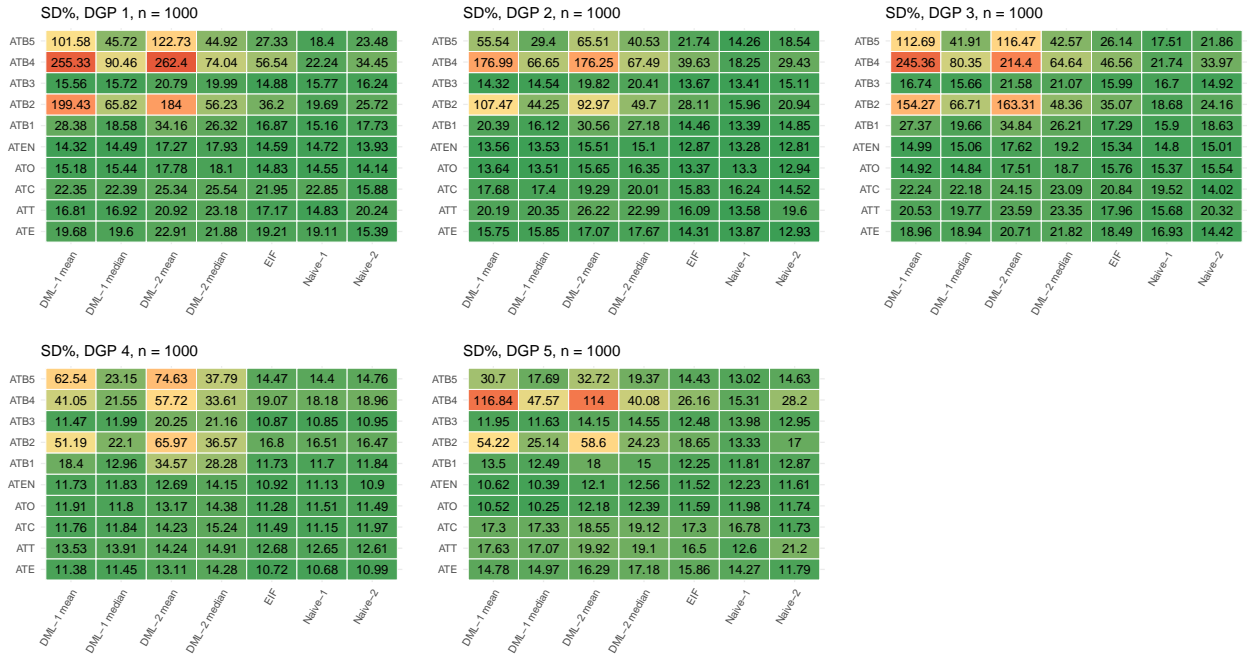 SD%, DGP 1, n = 1000
ATB5 101.58 45.72 122.73 44.92 27.33 18.4 23.48
ATB4 255.33 90.46 262.4 74.04 56.54 22.24 34.45
ATB3 15.56 15.72 20.79 19.99 14.88 15.77 16.24
ATB2 199.43 65.82 184 56.23 36.2 19.69 25.72
ATB1 28.38 18.58 34.16 26.32 16.87 15.16 17.73
ATEN 14.32 14.49 17.27 17.93 14.59 14.72 13.93
ATO 15.18 15.44 17.78 18.1 14.83 14.55 14.14
ATC 22.35 22.39 25.34 25.54 21.95 22.85 15.88
ATT 16.81 16.92 20.92 23.18 17.17 14.83 20.24
ATE 19.68 19.6 22.91 21.88 19.21 19.11 15.39
DML−1 mean DML−1 median DML−2 mean DML−2 median EIF Naive−1 Naive−2
SD%, DGP 2, n = 1000
ATB5 55.54 29.4 65.51 40.53 21.74 14.26 18.54
ATB4 176.99 66.65 176.25 67.49 39.63 18.25 29.43
ATB3 14.32 14.54 19.82 20.41 13.67 13.41 15.11
ATB2 107.47 44.25 92.97 49.7 28.11 15.96 20.94
ATB1 20.39 16.12 30.56 27.18 14.46 13.39 14.85
ATEN 13.56 13.53 15.51 15.1 12.87 13.28 12.81
ATO 13.64 13.51 15.65 16.35 13.37 13.3 12.94
ATC 17.68 17.4 19.29 20.01 15.83 16.24 14.52
ATT 20.19 20.35 26.22 22.99 16.09 13.58 19.6
ATE 15.75 15.85 17.07 17.67 14.31 13.87 12.93
DML−1 mean DML−1 median DML−2 mean DML−2 median EIF Naive−1 Naive−2
SD%, DGP 3, n = 1000
ATB5 112.69 41.91 116.47 42.57 26.14 17.51 21.86
ATB4 245.36 80.35 214.4 64.64 46.56 21.74 33.97
ATB3 16.74 15.66 21.58 21.07 15.99 16.7 14.92
ATB2 154.27 66.71 163.31 48.36 35.07 18.68 24.16
ATB1 27.37 19.66 34.84 26.21 17.29 15.9 18.63
ATEN 14.99 15.06 17.62 19.2 15.34 14.8 15.01
ATO 14.92 14.84 17.51 18.7 15.76 15.37 15.54
ATC 22.24 22.18 24.15 23.09 20.84 19.52 14.02
ATT 20.53 19.77 23.59 23.35 17.96 15.68 20.32
ATE 18.96 18.94 20.71 21.82 18.49 16.93 14.42
DML−1 mean DML−1 median DML−2 mean DML−2 median EIF Naive−1 Naive−2
SD%, DGP 4, n = 1000
ATB5 62.54 23.15 74.63 37.79 14.47 14.4 14.76
ATB4 41.05 21.55 57.72 33.61 19.07 18.18 18.96
ATB3 11.47 11.99 20.25 21.16 10.87 10.85 10.95
ATB2 51.19 22.1 65.97 36.57 16.8 16.51 16.47
ATB1 18.4 12.96 34.57 28.28 11.73 11.7 11.84
ATEN 11.73 11.83 12.69 14.15 10.92 11.13 10.9
ATO 11.91 11.8 13.17 14.38 11.28 11.51 11.49
ATC 11.76 11.84 14.23 15.24 11.49 11.15 11.97
ATT 13.53 13.91 14.24 14.91 12.68 12.65 12.61
ATE 11.38 11.45 13.11 14.28 10.72 10.68 10.99
DML−1 mean DML−1 median DML−2 mean DML−2 median EIF Naive−1 Naive−2
SD%, DGP 5, n = 1000
ATB5 30.7 17.69 32.72 19.37 14.43 13.02 14.63
ATB4 116.84 47.57 114 40.08 26.16 15.31 28.2
ATB3 11.95 11.63 14.15 14.55 12.48 13.98 12.95
ATB2 54.22 25.14 58.6 24.23 18.65 13.33 17
ATB1 13.5 12.49 18 15 12.25 11.81 12.87
ATEN 10.62 10.39 12.1 12.56 11.52 12.23 11.61
ATO 10.52 10.25 12.18 12.39 11.59 11.98 11.74
ATC 17.3 17.33 18.55 19.12 17.3 16.78 11.73
ATT 17.63 17.07 19.92 19.1 16.5 12.6 21.2
ATE 14.78 14.97 16.29 17.18 15.86 14.27 11.79
DML−1 mean DML−1 median DML−2 mean DML−2 median EIF Naive−1 Naive−2